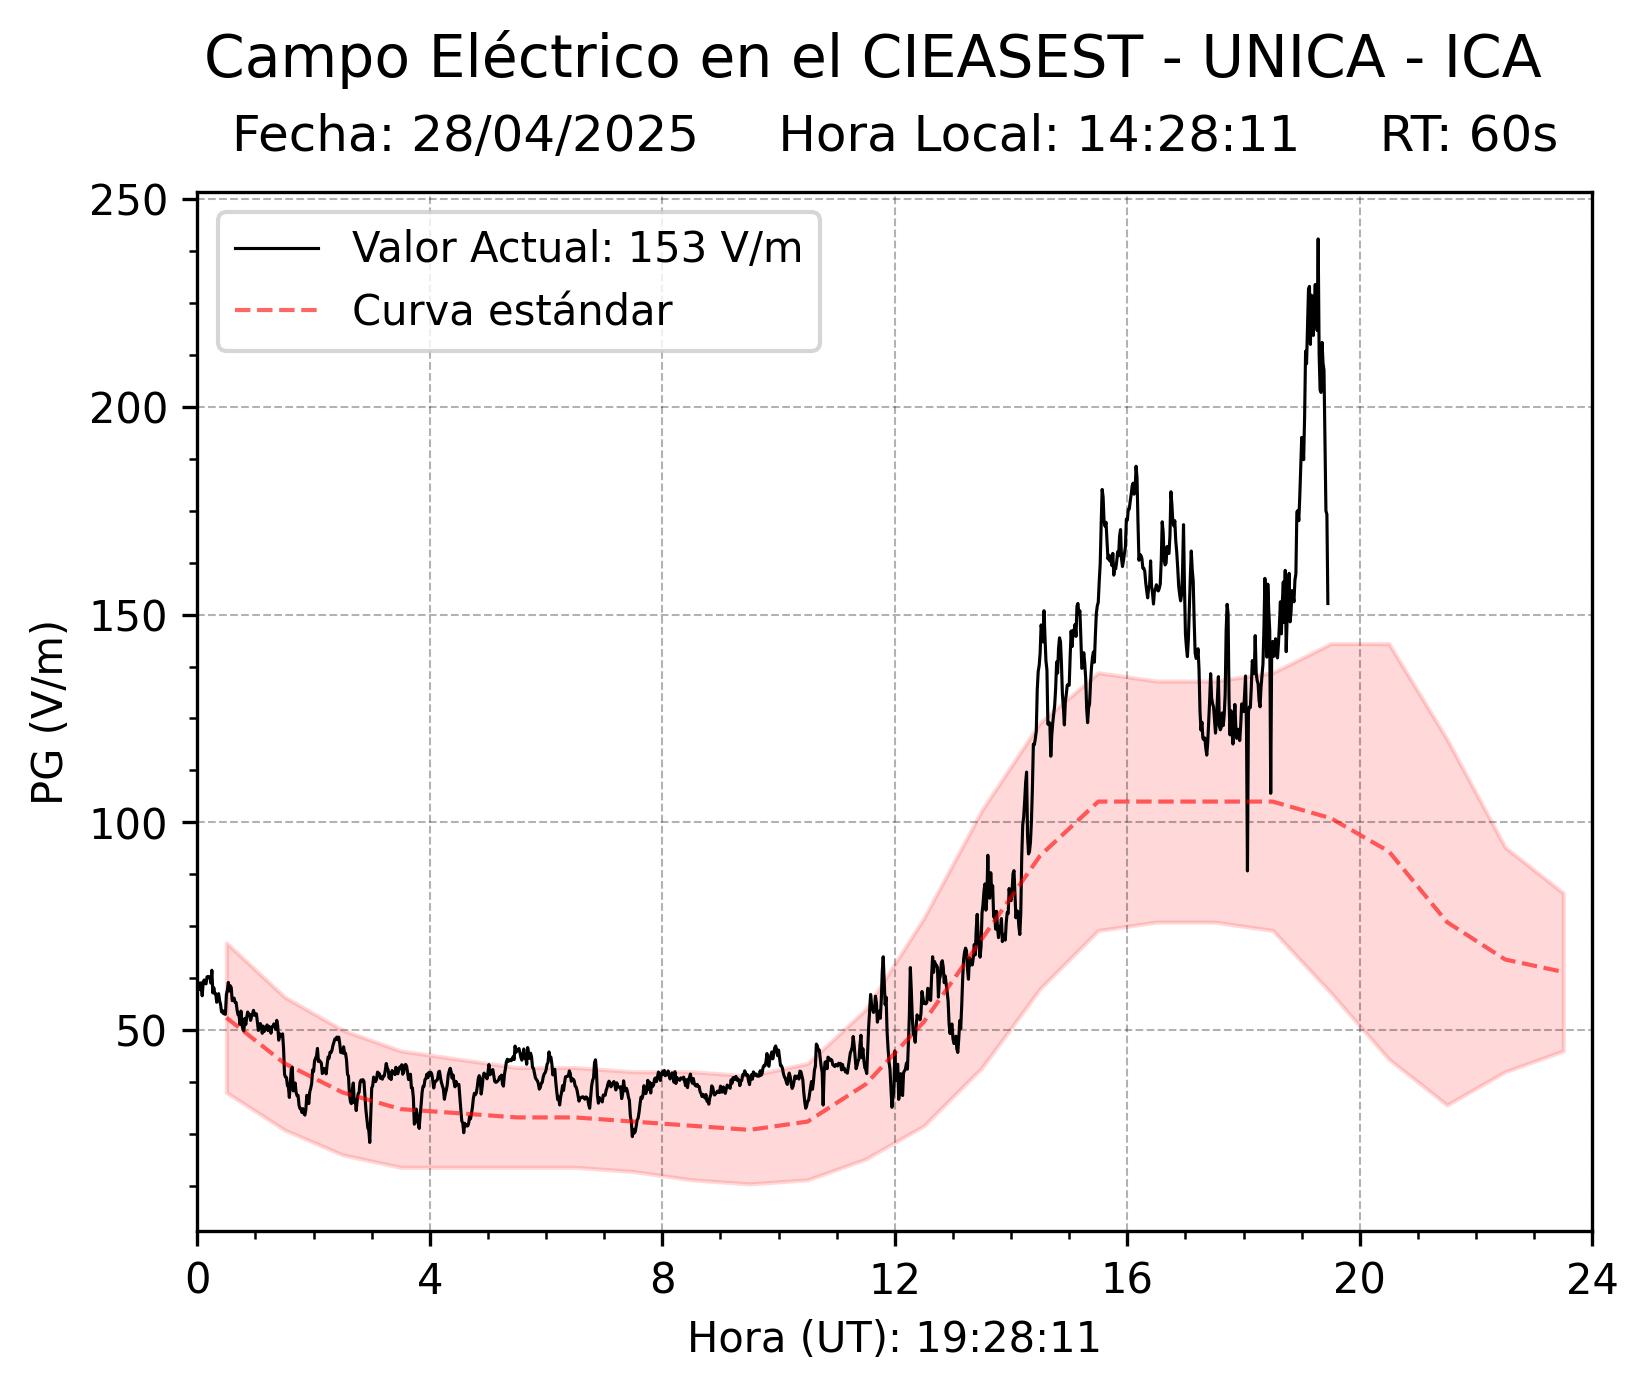 Campo Eléctrico en el CIEASEST - UNICA - ICA
Fecha: 28/04/2025 Hora Local: 14:28:11 RT: 60s
Valor Actual: 153 V/m
Curva estándar
PG (V/m)
250
200
150
100
50
0 4 8 12 16 20 24
Hora (UT): 19:28:11